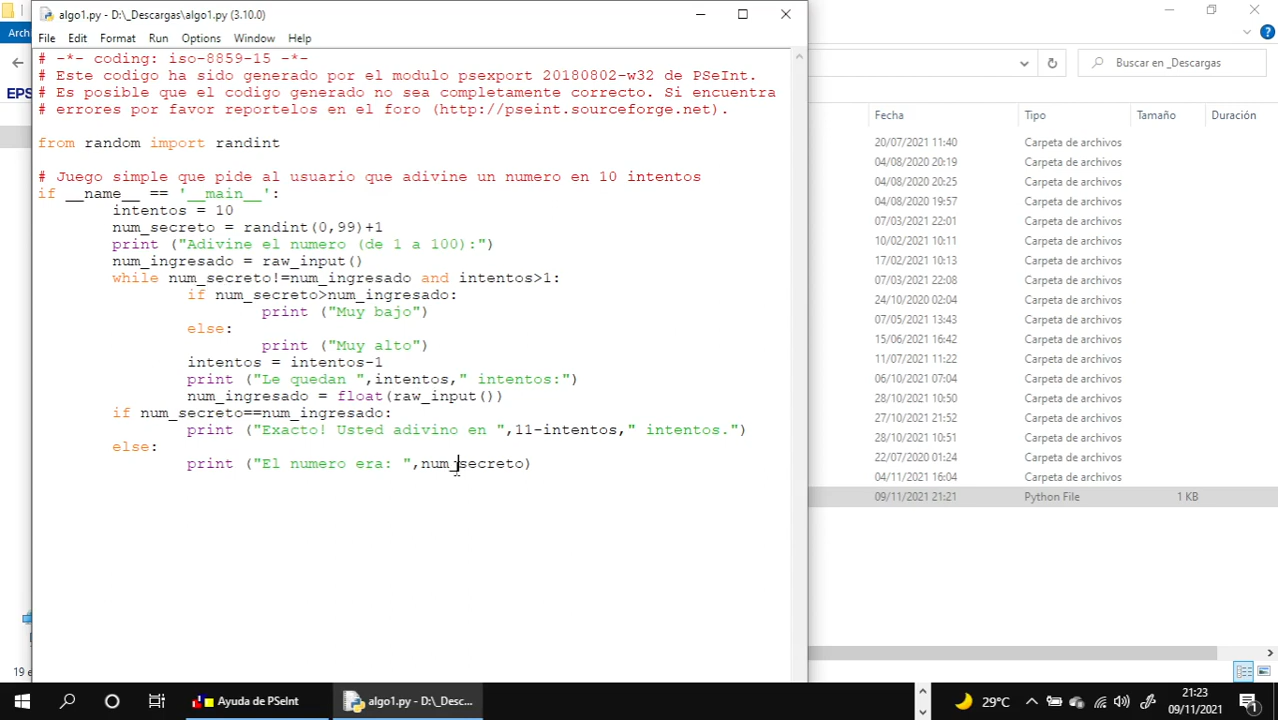 algo1.py - D:\_Descargas\algo1.py (3.10.0)
File Edit Format Run Options Window Help
# -*- coding: iso-8859-15 -*-
# Este codigo ha sido generado por el modulo psexport 20180802-w32 de PSeInt.
# Es posible que el codigo generado no sea completamente correcto. Si encuentra
# errores por favor reportelos en el foro (http://pseint.sourceforge.net).
from random import randint
# Juego simple que pide al usuario que adivine un numero en 10 intentos
if __name__ == '__main__':
intentos = 10
num_secreto = randint(0,99)+1
print ("Adivine el numero (de 1 a 100):")
num_ingresado = raw_input()
while num_secreto!=num_ingresado and intentos>1:
if num_secreto>num_ingresado:
print ("Muy bajo")
else:
print ("Muy alto")
intentos = intentos-1
print ("Le quedan ",intentos," intentos:")
num_ingresado = float(raw_input())
if num_secreto==num_ingresado:
print ("Exacto! Usted adivino en ",11-intentos," intentos.")
else:
print ("El numero era: ",num_secreto)
Arch
EPS
19 e
Buscar en _Descargas
Fecha Tipo Tamaño Duración
20/07/2021 11:40 Carpeta de archivos
04/08/2020 20:19 Carpeta de archivos
04/08/2020 20:25 Carpeta de archivos
04/08/2020 19:57 Carpeta de archivos
07/03/2021 22:01 Carpeta de archivos
10/02/2021 11:09 Carpeta de archivos
17/02/2021 10:13 Carpeta de archivos
07/03/2021 22:08 Carpeta de archivos
24/10/2020 02:04 Carpeta de archivos
07/05/2021 13:43 Carpeta de archivos
15/06/2021 16:42 Carpeta de archivos
11/07/2021 11:22 Carpeta de archivos
06/10/2021 07:04 Carpeta de archivos
28/10/2021 10:50 Carpeta de archivos
27/10/2021 21:52 Carpeta de archivos
28/10/2021 10:51 Carpeta de archivos
22/07/2020 01:24 Carpeta de archivos
04/11/2021 16:04 Carpeta de archivos
09/11/2021 21:21 Python File 1 KB
Ayuda de PSeInt
algo1.py - D:\_Desc...
29°C
21:23
09/11/2021
1